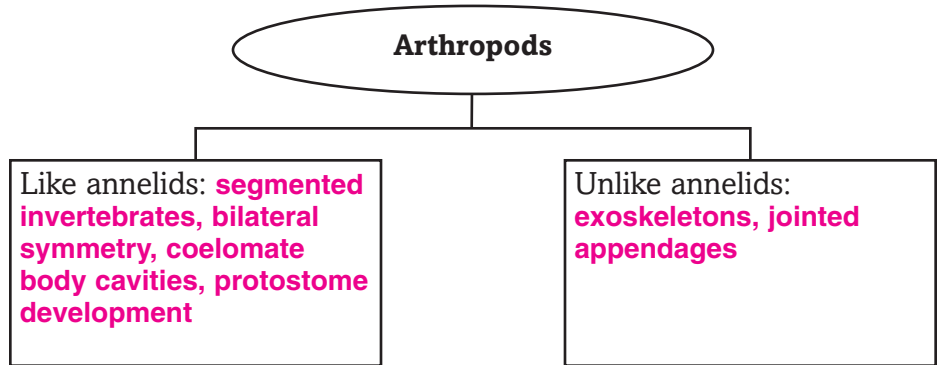 Arthropods
Like annelids: segmented
invertebrates, bilateral
symmetry, coelomate
body cavities, protostome
development
Unlike annelids:
exoskeletons, jointed
appendages